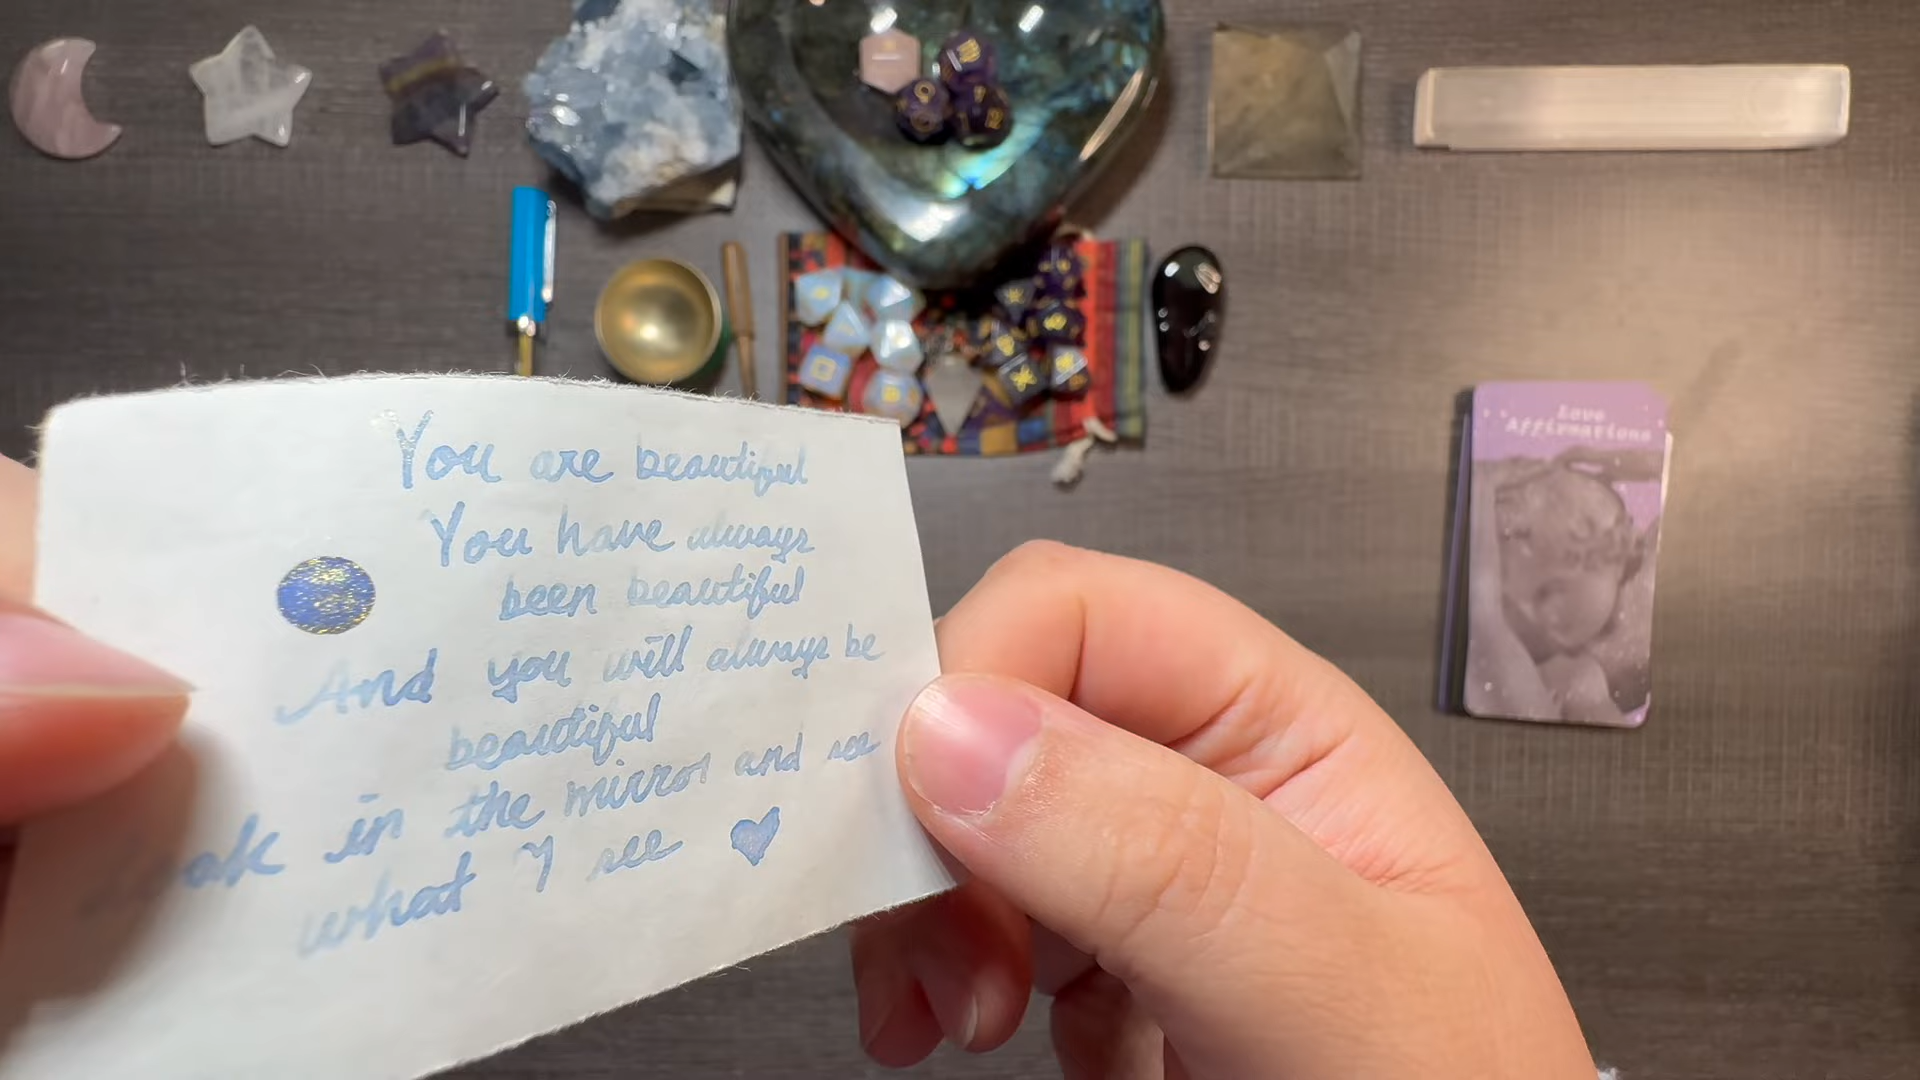 Love
Affirmations
You are beautiful
You have always
been beautiful
And you will always be
beautiful
in the mirror and see
what I see